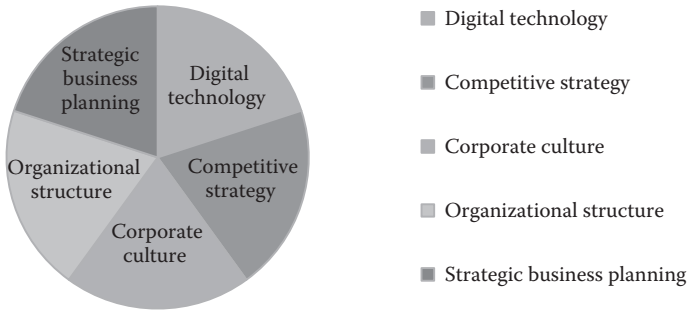 Strategic
business
planning
Digital
technology
Organizational
structure
Competitive
strategy
Corporate
culture
Digital technology
Competitive strategy
Corporate culture
Organizational structure
Strategic business planning